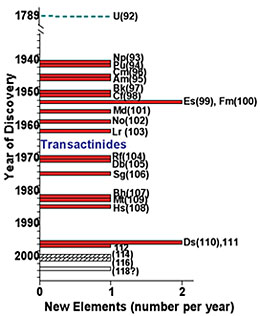 1789
U(92)
1940
Np(93)
Pu(94)
Cm(96)
Am(95)
1950
Bk(97)
Cf(98)
Es(99), Fm(100)
Md(101)
1960
No(102)
Lr (103)
Transactinides
1970
Rf(104)
Db(105)
Sg(106)
1980
Bh(107)
Mt(109)
Hs(108)
1990
Ds(110),111
112
2000
(114)
(116)
(118?)
0
1
2
New Elements (number per year)
Year of Discovery